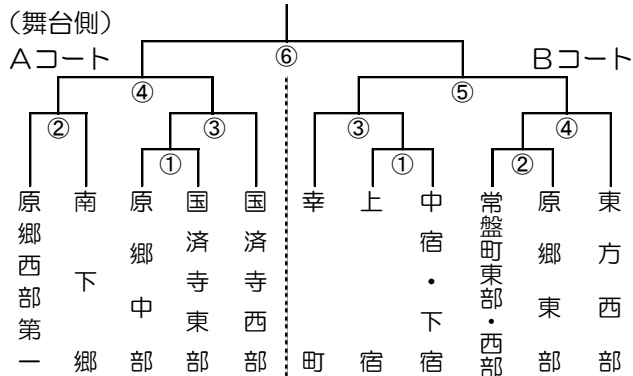 (舞台側)
Aコート
Bコート
⑥
④
⑤
②
③
③
④
①
①
②
原郷西部第一
南下郷
原郷中部
国済寺東部
国済寺西部
幸町
上宿
中宿・下宿
常盤町東部・西部
原郷東部
東方西部